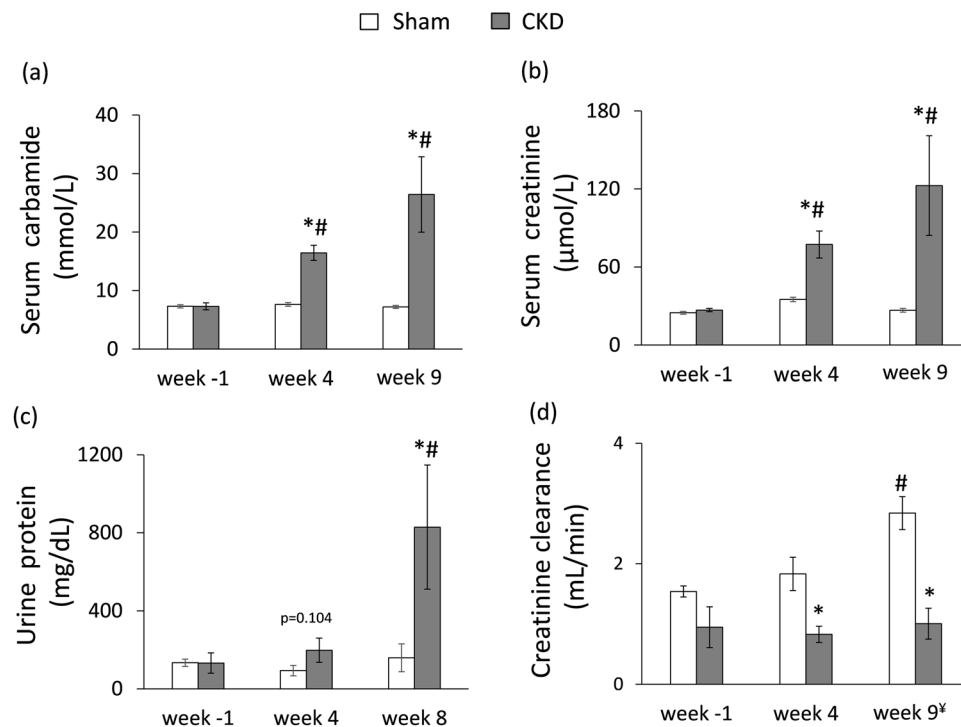 Sham CKD
(a)
Serum carbamide
(mmol/L)
40
30
20
10
0
*#
*#
week -1 week 4 week 9
(b)
Serum creatinine
(µmol/L)
180
120
60
0
*#
*#
week -1 week 4 week 9
(c)
Urine protein
(mg/dL)
1200
800
400
0
p=0.104
*#
week -1 week 4 week 8
(d)
Creatinine clearance
(mL/min)
4
2
0
*
#
*
week -1 week 4 week 9¥